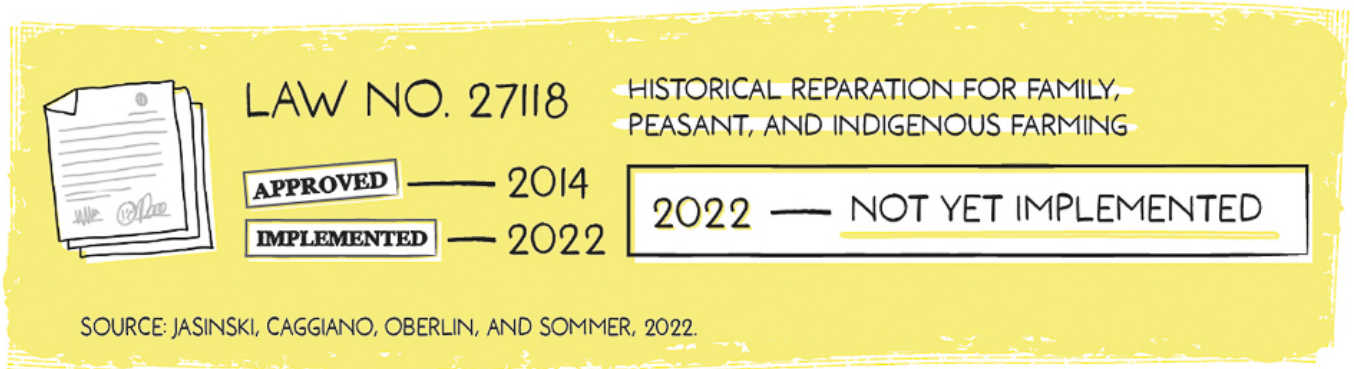 LAW NO. 27118
HISTORICAL REPARATION FOR FAMILY,
PEASANT, AND INDIGENOUS FARMING
APPROVED — 2014
IMPLEMENTED — 2022
2022 — NOT YET IMPLEMENTED
SOURCE: JASINSKI, CAGGIANO, OBERLIN, AND SOMMER, 2022.